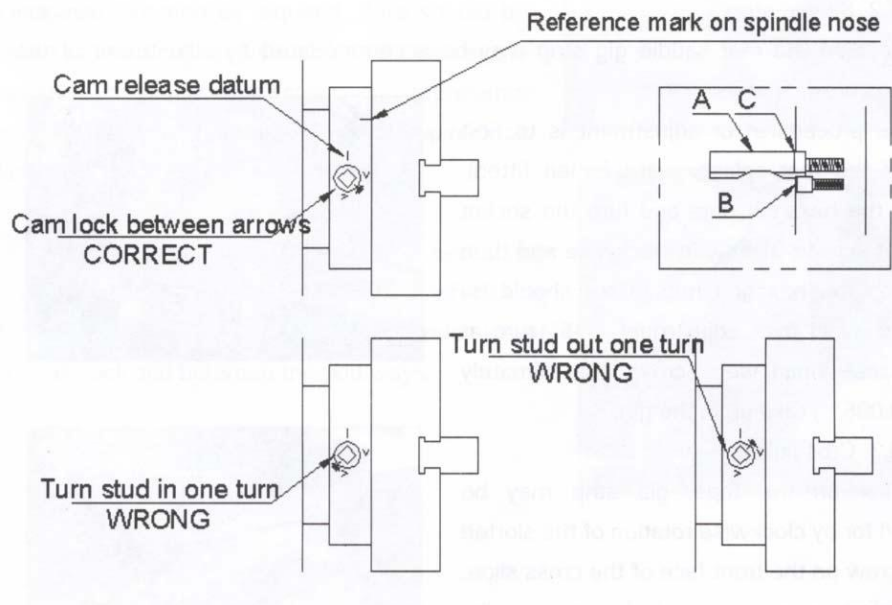 Reference mark on spindle nose
Cam release datum
A C
B
Cam lock between arrows
CORRECT
Turn stud out one turn
WRONG
Turn stud in one turn
WRONG